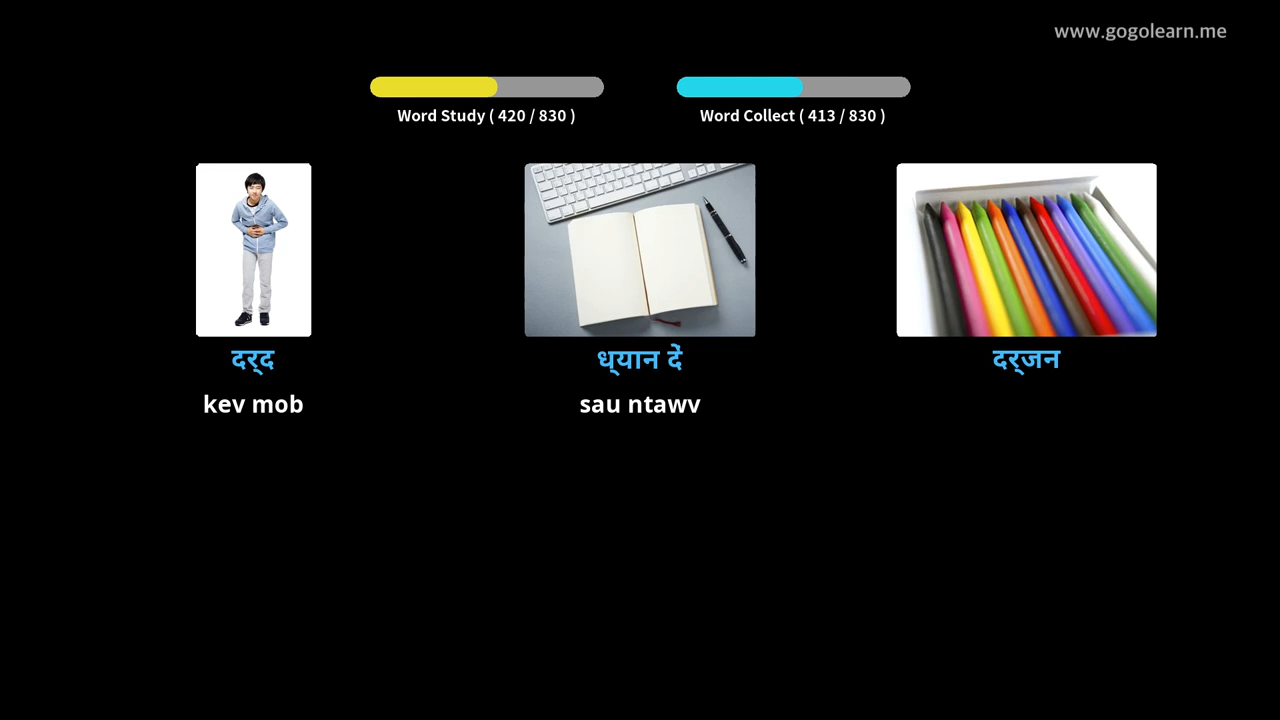 www.gogolearn.me
Word Study ( 420 / 830 )
Word Collect ( 413 / 830 )
दर्द
ध्यान दें
दर्जन
kev mob
sau ntawv